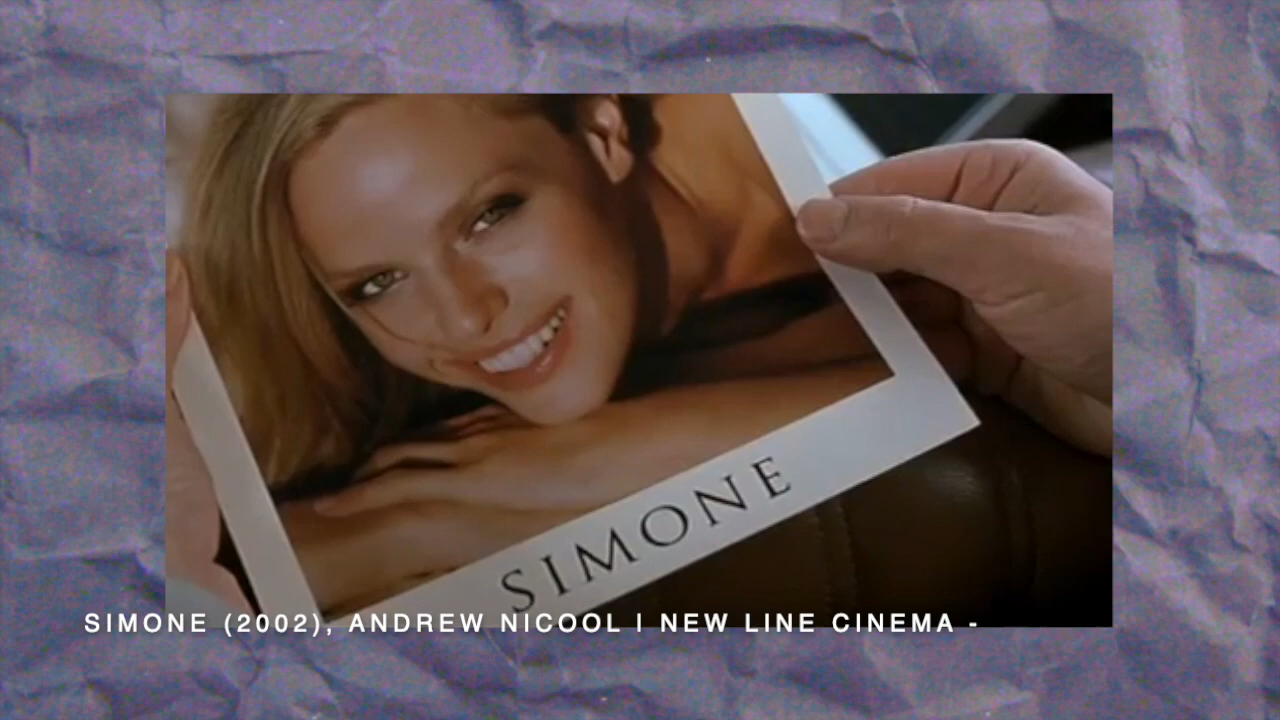 SIMONE
SIMONE (2002), ANDREW NICOOL | NEW LINE CINEMA -